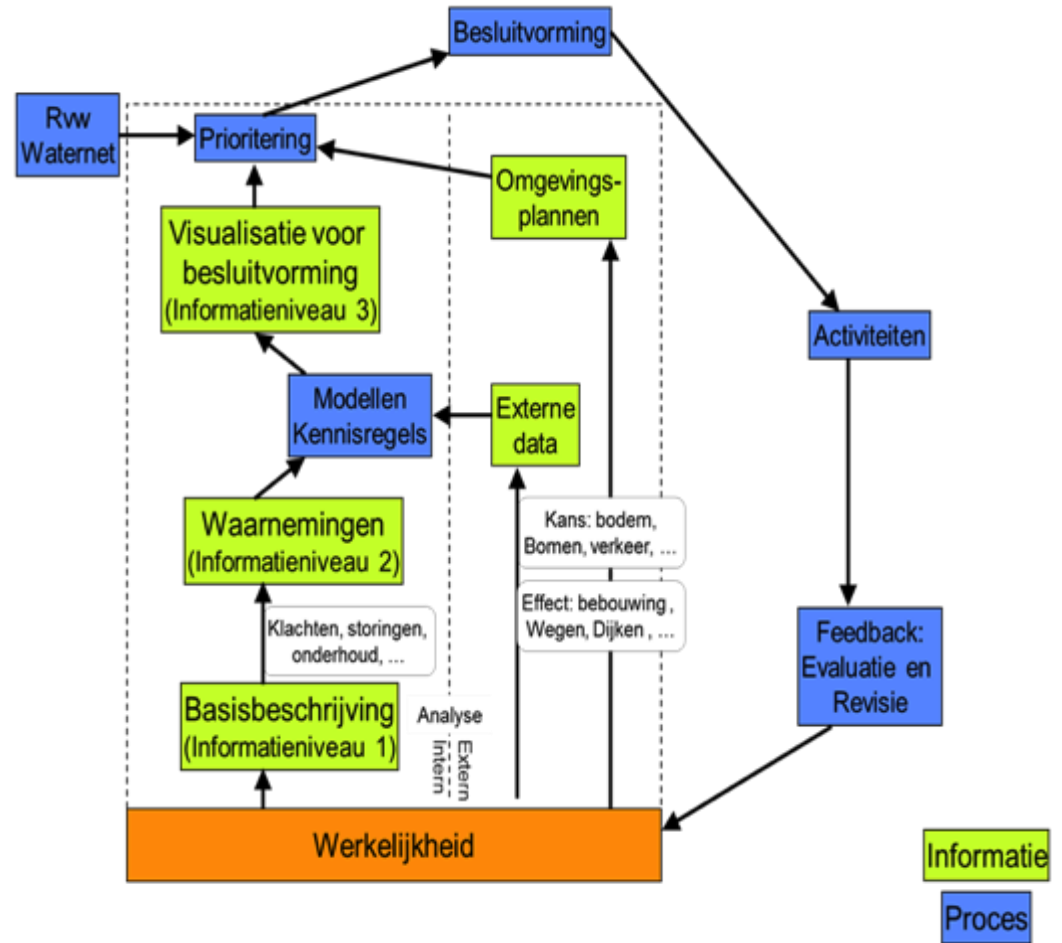 Besluitvorming
Rvw
Waternet
Prioritering
Omgevings-
plannen
Visualisatie voor
besluitvorming
(Informatieniveau 3)
Activiteiten
Modellen
Kennisregels
Externe
data
Waarnemingen
(Informatieniveau 2)
Kans: bodem,
Bomen, verkeer, ...
Effect: bebouwing ,
Wegen, Dijken , ...
Klachten, storingen,
onderhoud, ...
Feedback:
Evaluatie en
Revisie
Basisbeschrijving
(Informatieniveau 1)
Analyse
Extern
Intern
Werkelijkheid
Informatie
Proces